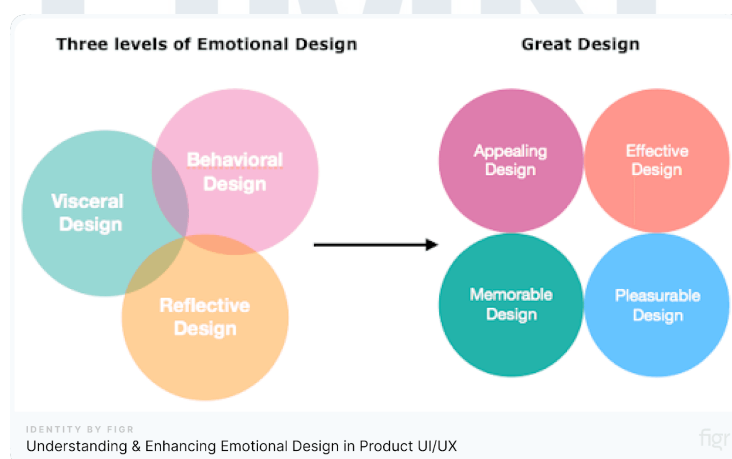 Three levels of Emotional Design
Great Design
Visceral
Design
Behavioral
Design
Reflective
Design
Appealing
Design
Effective
Design
Memorable
Design
Pleasurable
Design
IDENTITY BY FIGR
Understanding & Enhancing Emotional Design in Product UI/UX
figr